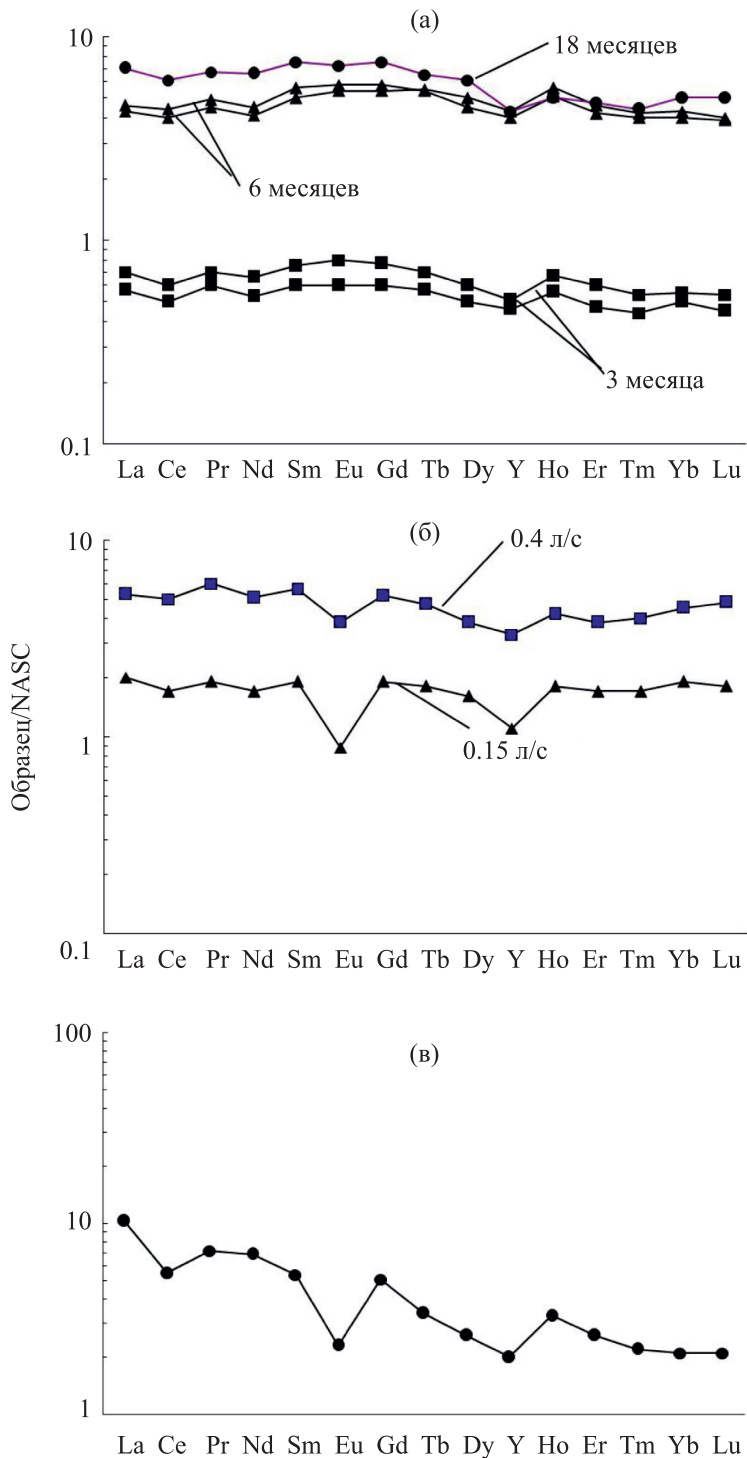 (а)
10
18 месяцев
6 месяцев
1
3 месяца
0.1
La Ce Pr Nd Sm Eu Gd Tb Dy Y Ho Er Tm Yb Lu
(б)
10
0.4 л/с
1
0.15 л/с
0.1
La Ce Pr Nd Sm Eu Gd Tb Dy Y Ho Er Tm Yb Lu
Образец/NASC
100
(в)
10
1
La Ce Pr Nd Sm Eu Gd Tb Dy Y Ho Er Tm Yb Lu